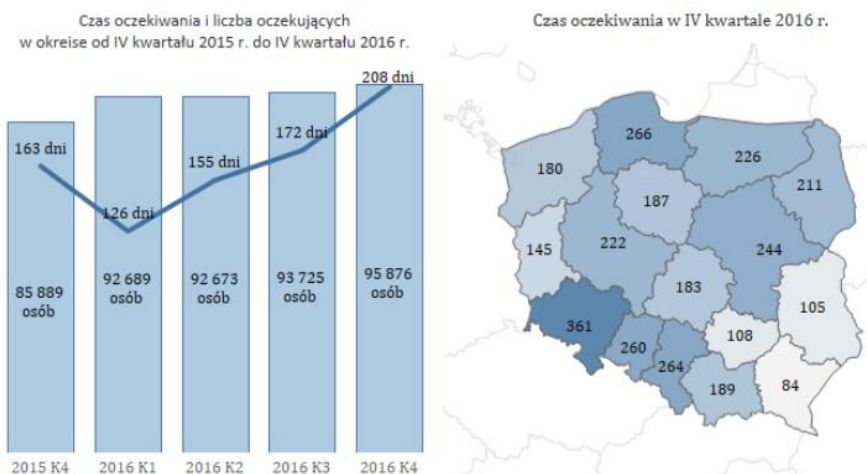 Czas oczekiwania i liczba oczekujących
w okreise od IV kwartału 2015 r. do IV kwartału 2016 r.
163 dni
126 dni
155 dni
172 dni
208 dni
85 889
osób
92 689
osób
92 673
osób
93 725
osób
95 876
osób
2015 K4
2016 K1
2016 K2
2016 K3
2016 K4
Czas oczekiwania w IV kwartale 2016 r.
266
226
180
211
187
145
222
244
183
105
361
108
260
264
189
84